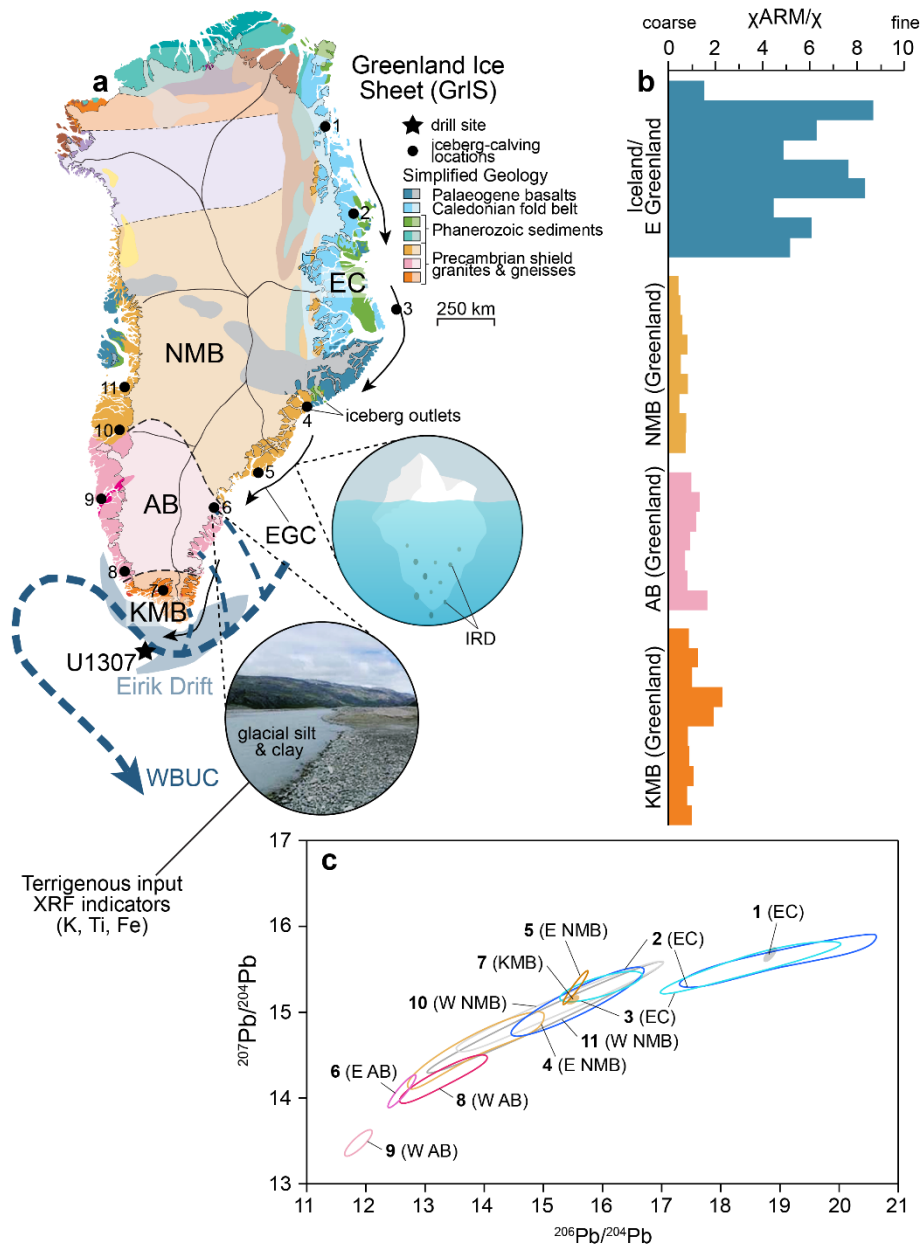 a
Greenland Ice
Sheet (GrIS)
drill site
iceberg-calving
locations
Simplified Geology
Palaeogene basalts
Caledonian fold belt
Phanerozoic sediments
Precambrian shield
granites & gneisses
250 km
1
2
3
4
5
6
7
8
9
10
11
EC
NMB
AB
KMB
iceberg outlets
EGC
IRD
U1307
Eirik Drift
WBUC
glacial silt
& clay
Terrigenous input
XRF indicators
(K, Ti, Fe)
b
coarse χARM/χ fine
0 2 4 6 8 10
Iceland/
E Greenland
NMB (Greenland)
AB (Greenland)
KMB (Greenland)
c
17
16
15
14
13
²⁰⁷Pb/²⁰⁴Pb
1 (EC)
5 (E NMB)
2 (EC)
7 (KMB)
10 (W NMB)
3 (EC)
11 (W NMB)
4 (E NMB)
6 (E AB)
8 (W AB)
9 (W AB)
11 12 13 14 15 16 17 18 19 20 21
²⁰⁶Pb/²⁰⁴Pb